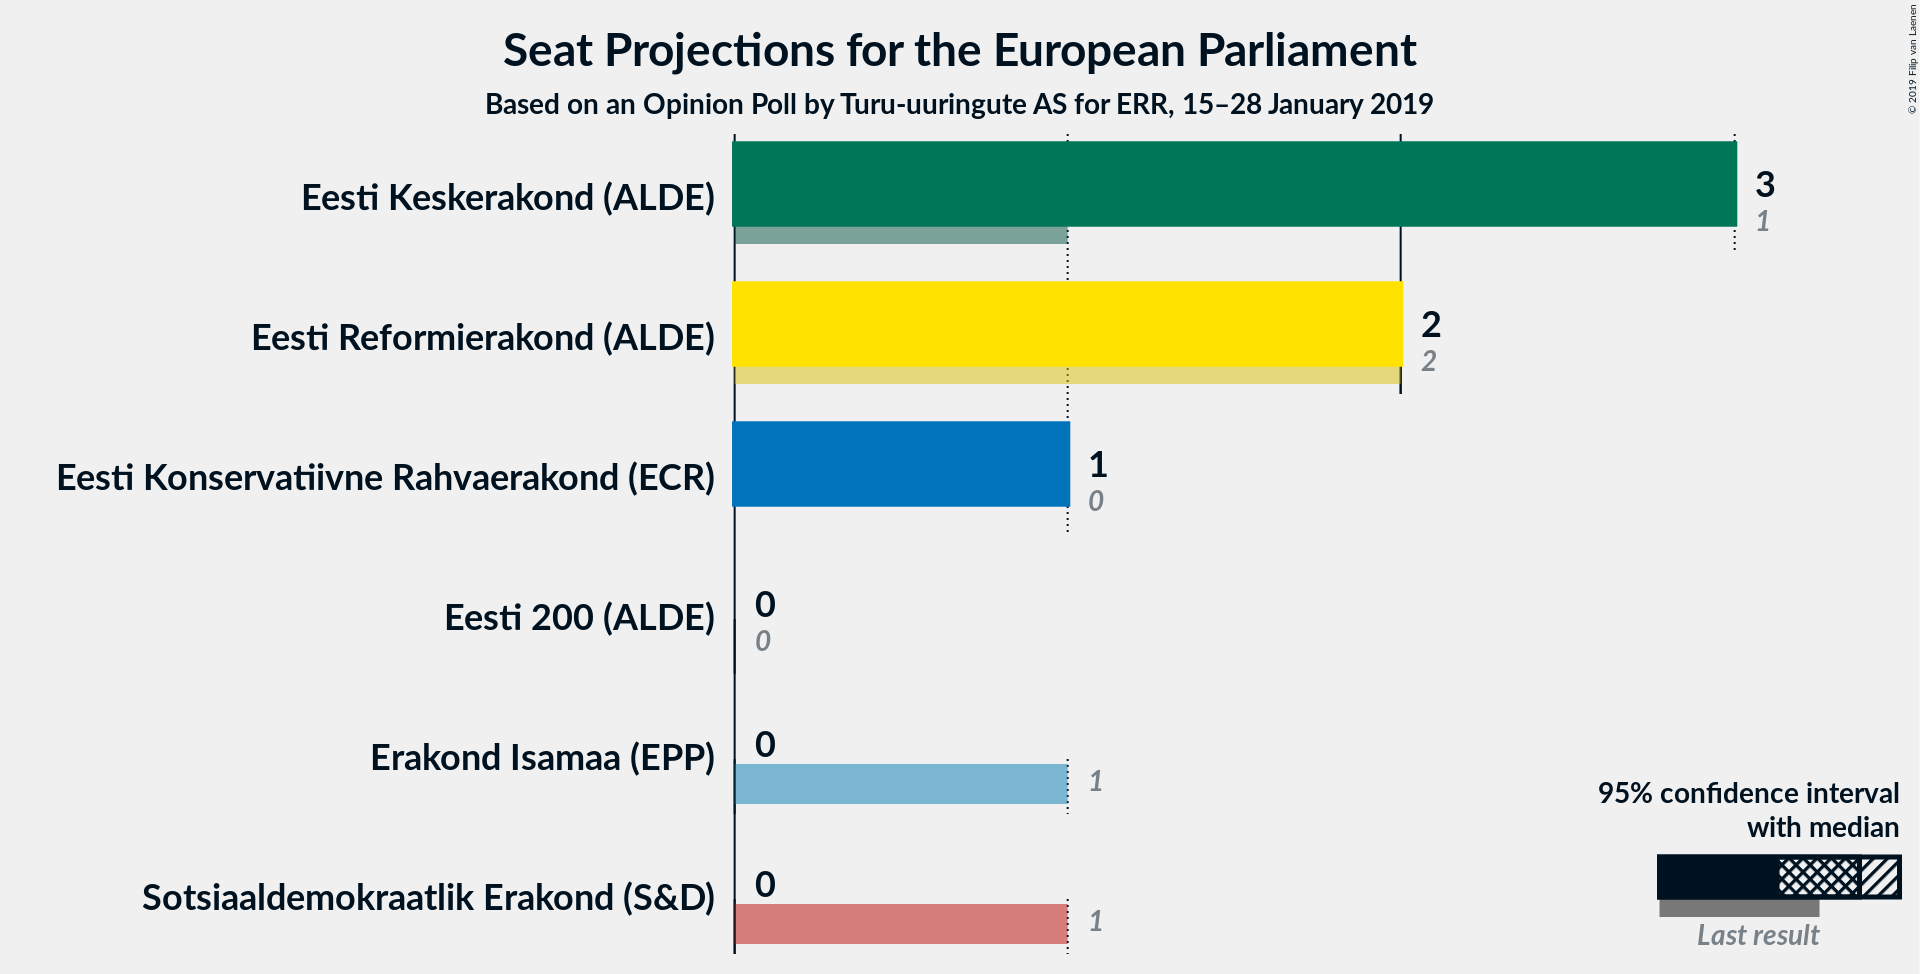 Seat Projections for the European Parliament
Based on an Opinion Poll by Turu-uuringute AS for ERR, 15–28 January 2019
© 2019 Filip van Laenen
Eesti Keskerakond (ALDE)
3
1
Eesti Reformierakond (ALDE)
2
2
Eesti Konservatiivne Rahvaerakond (ECR)
1
0
Eesti 200 (ALDE)
0
0
Erakond Isamaa (EPP)
0
1
Sotsiaaldemokraatlik Erakond (S&D)
0
1
95% confidence interval
with median
Last result